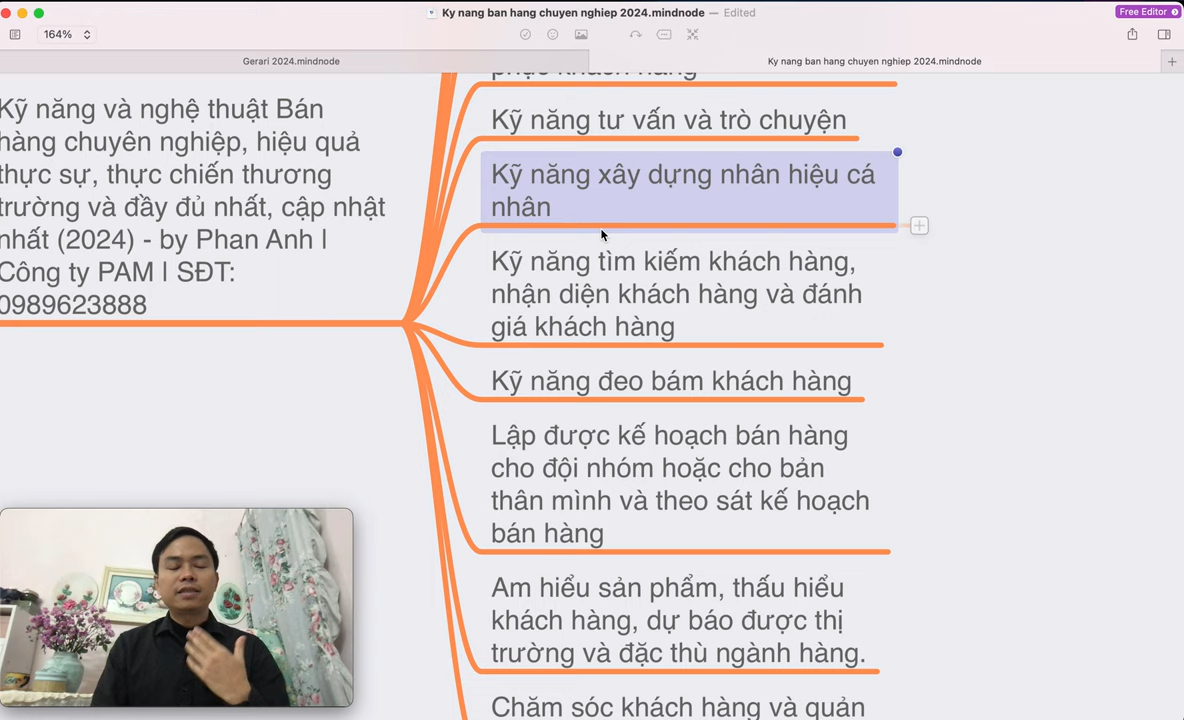 Ky nang ban hang chuyen nghiep 2024.mindnode — Edited
Free Editor
164%
Gerari 2024.mindnode
Ky nang ban hang chuyen nghiep 2024.mindnode
Kỹ năng và nghệ thuật Bán
hàng chuyên nghiệp, hiệu quả
thực sự, thực chiến thương
trường và đầy đủ nhất, cập nhật
nhất (2024) - by Phan Anh |
Công ty PAM | SĐT:
0989623888
phục khách hàng
Kỹ năng tư vấn và trò chuyện
Kỹ năng xây dựng nhân hiệu cá
nhân
Kỹ năng tìm kiếm khách hàng,
nhận diện khách hàng và đánh
giá khách hàng
Kỹ năng đeo bám khách hàng
Lập được kế hoạch bán hàng
cho đội nhóm hoặc cho bản
thân mình và theo sát kế hoạch
bán hàng
Am hiểu sản phẩm, thấu hiểu
khách hàng, dự báo được thị
trường và đặc thù ngành hàng.
Chăm sóc khách hàng và quản